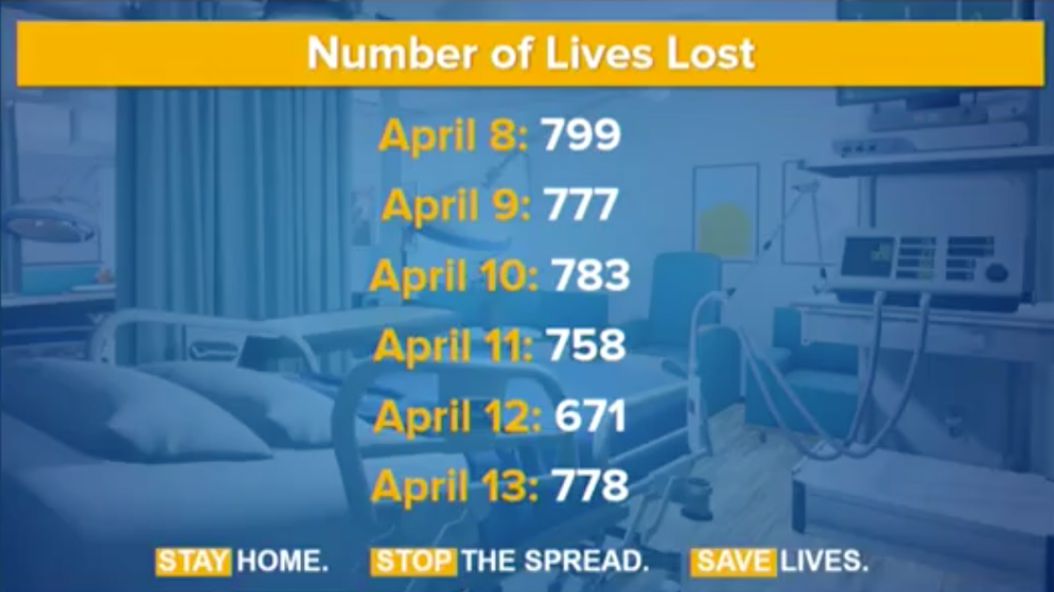 Number of Lives Lost
April 8: 799
April 9: 777
April 10: 783
April 11: 758
April 12: 671
April 13: 778
STAY HOME. STOP THE SPREAD. SAVE LIVES.